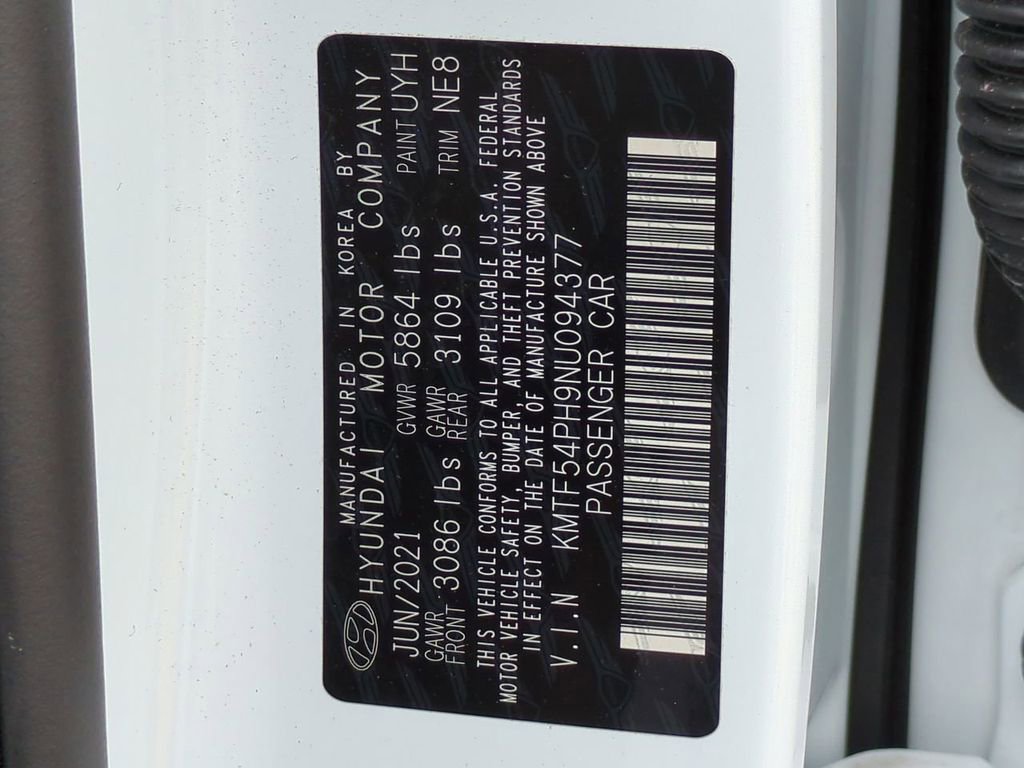 MANUFACTURED IN KOREA BY
HYUNDAI MOTOR COMPANY
JUN/2021 GVWR 5864 lbs PAINT UYH
GAWR FRONT 3086 lbs GAWR REAR 3109 lbs TRIM NE8
THIS VEHICLE CONFORMS TO ALL APPLICABLE U.S.A. FEDERAL
MOTOR VEHICLE SAFETY, BUMPER, AND THEFT PREVENTION STANDARDS
IN EFFECT ON THE DATE OF MANUFACTURE SHOWN ABOVE
V.I.N KMTF54PH9NU094377
PASSENGER CAR